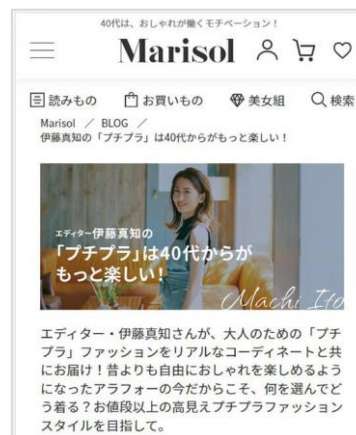 40代は、おしゃれが働くモチベーション！
Marisol
読みもの お買いもの 美女組 検索
Marisol ／ BLOG ／
伊藤真知の「プチプラ」は40代からがもっと楽しい！
エディター伊藤真知の
「プチプラ」は40代からが
もっと楽しい！
Machi Ito
エディター・伊藤真知さんが、大人のための「プチ
プラ」ファッションをリアルなコーディネートと共
にお届け！昔よりも自由におしゃれを楽しめるよう
になったアラフォーの今だからこそ、何を選んでど
う着る？お値段以上の高見えプチプラファッション
スタイルを目指して。